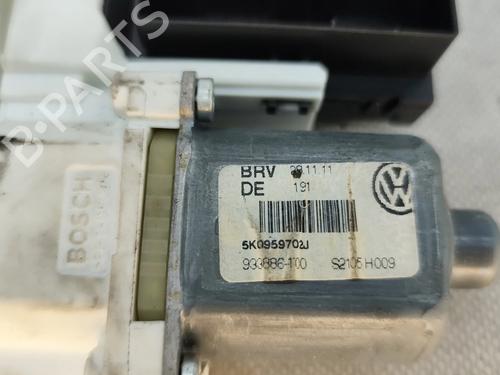 B-PARTS
BOSCH
BRV 28.11.11
DE 191
5K0959702J
933886-100 S2105H009